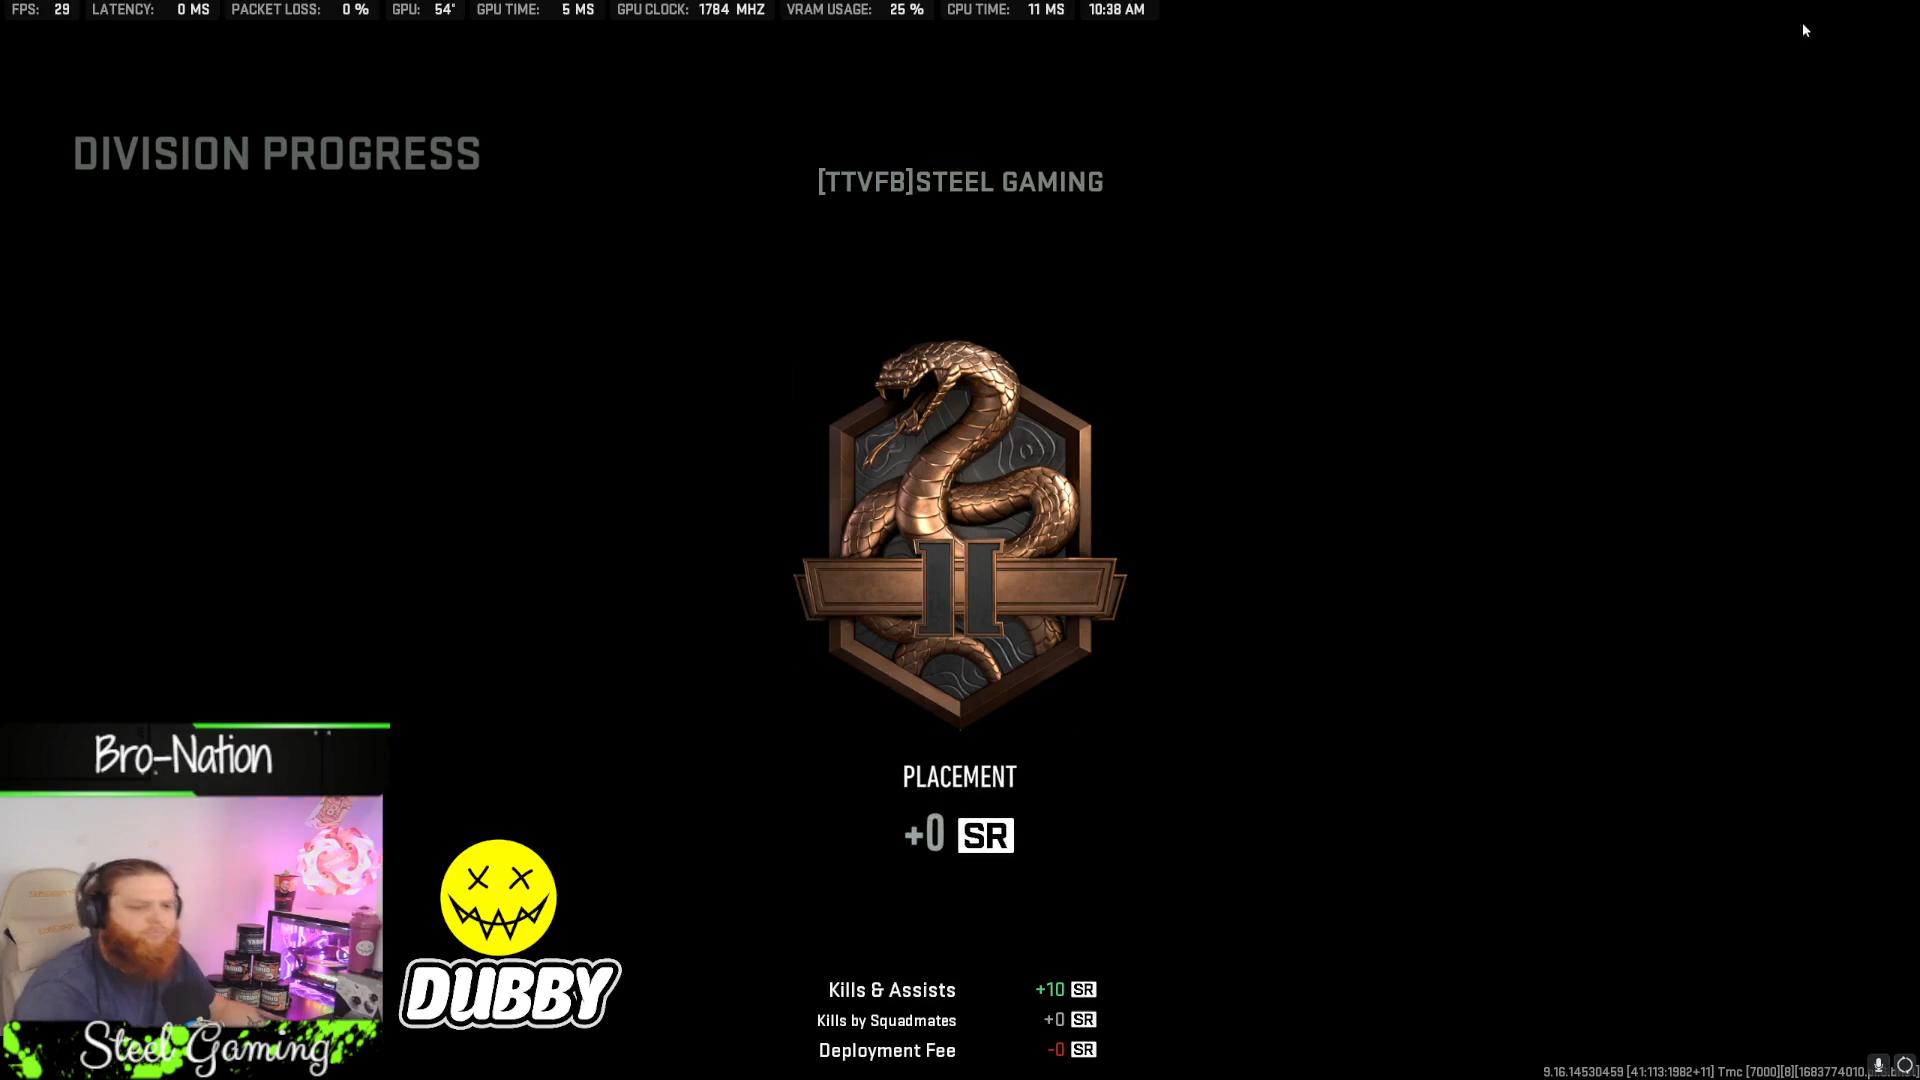 FPS: 29 LATENCY: 0 MS PACKET LOSS: 0 % GPU: 54° GPU TIME: 5 MS GPU CLOCK: 1784 MHZ VRAM USAGE: 25 % CPU TIME: 11 MS 10:38 AM
DIVISION PROGRESS
[TTVFB]STEEL GAMING
II
PLACEMENT
+0 SR
Bro-Nation
Steel Gaming
DUBBY
Kills & Assists +10 SR
Kills by Squadmates +0 SR
Deployment Fee -0 SR
9.16.14530459 [41:113:1982+11] Tmc [7000][8][1683774010.